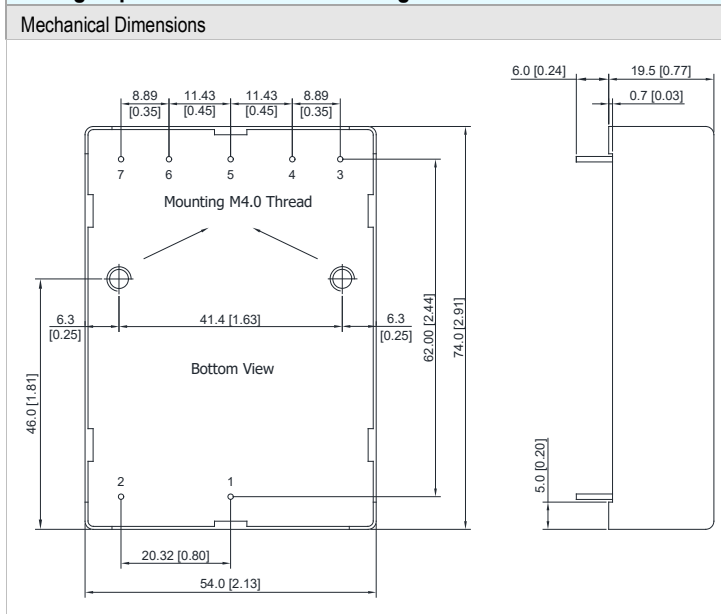 Mechanical Dimensions
6.0 [0.24]
19.5 [0.77]
0.7 [0.03]
8.89 11.43 11.43 8.89
[0.35] [0.45] [0.45] [0.35]
7 6 5 4 3
Mounting M4.0 Thread
6.3 41.4 [1.63] 6.3
[0.25] [0.25]
62.00 [2.44]
74.0 [2.91]
Bottom View
46.0 [1.81]
5.0 [0.20]
2 1
20.32 [0.80]
54.0 [2.13]